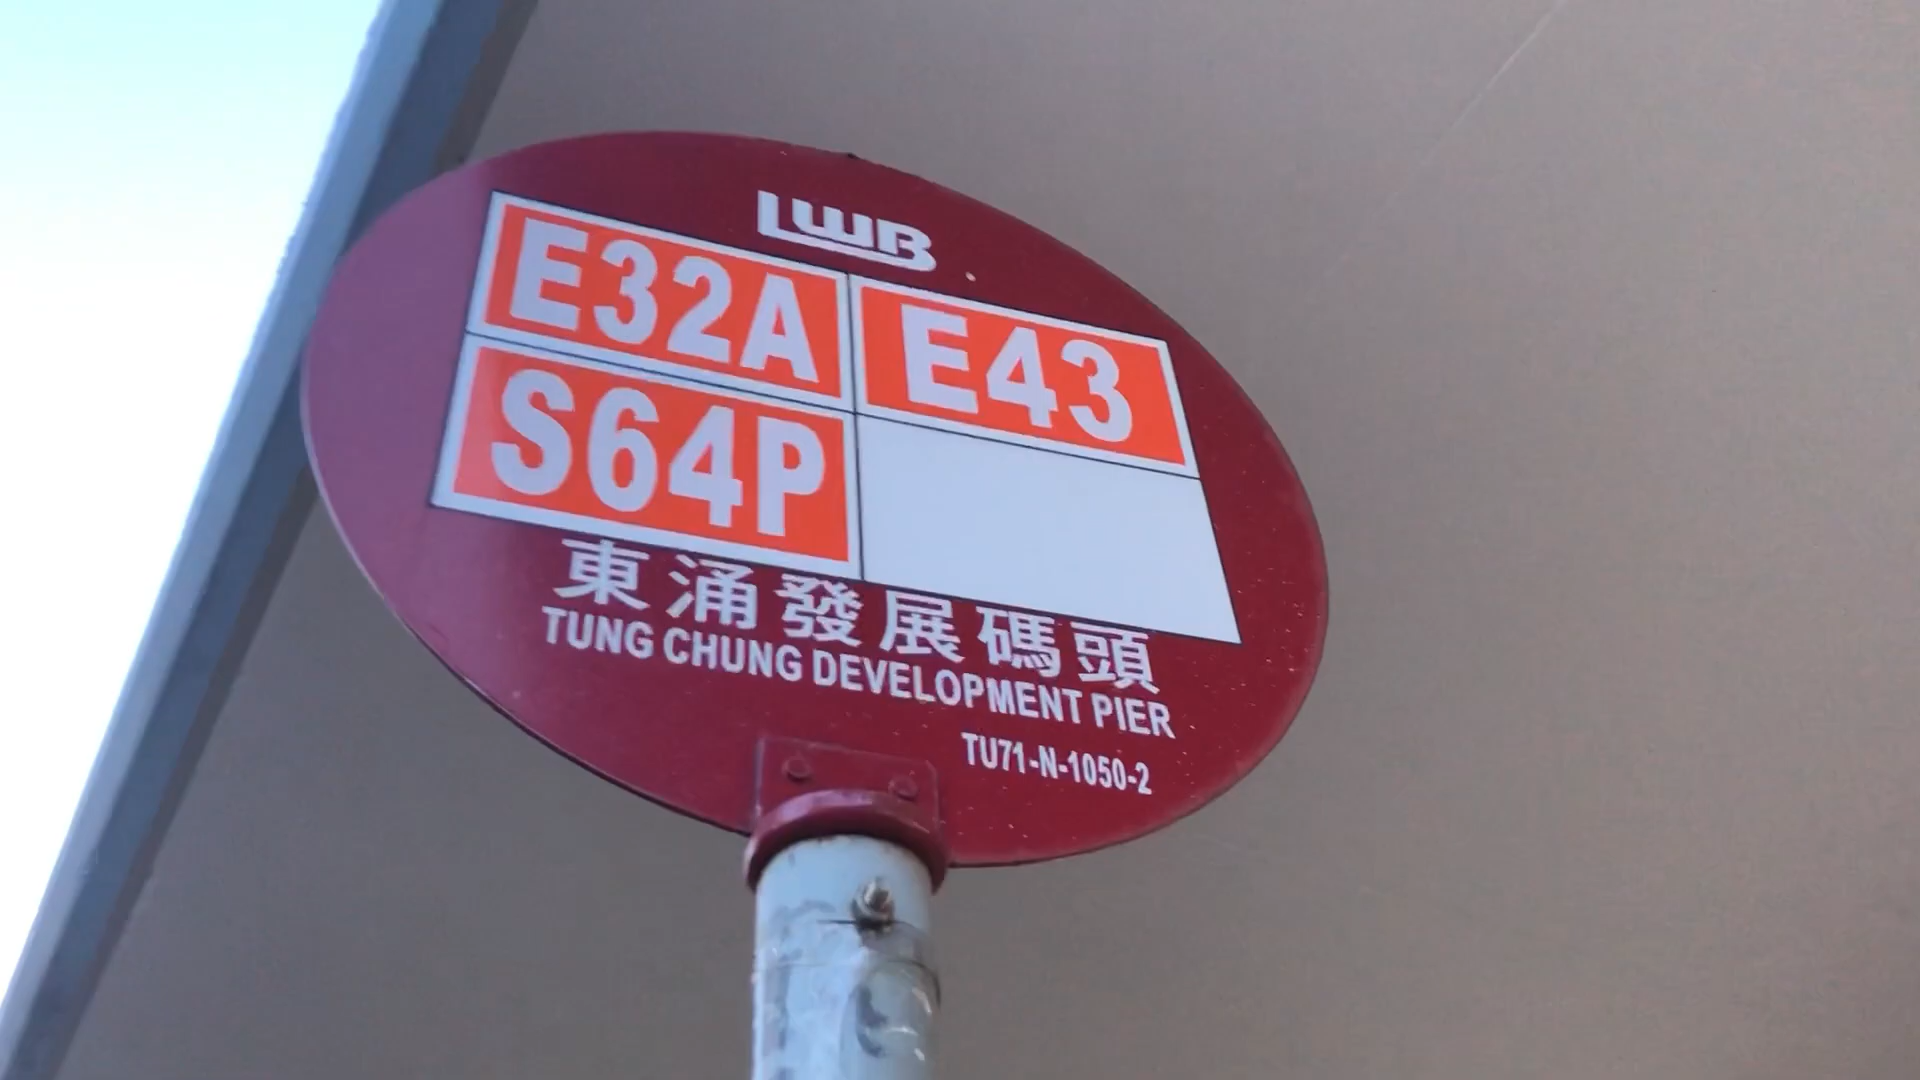 LWB
E32A E43
S64P
東涌發展碼頭
TUNG CHUNG DEVELOPMENT PIER
TU71-N-1050-2